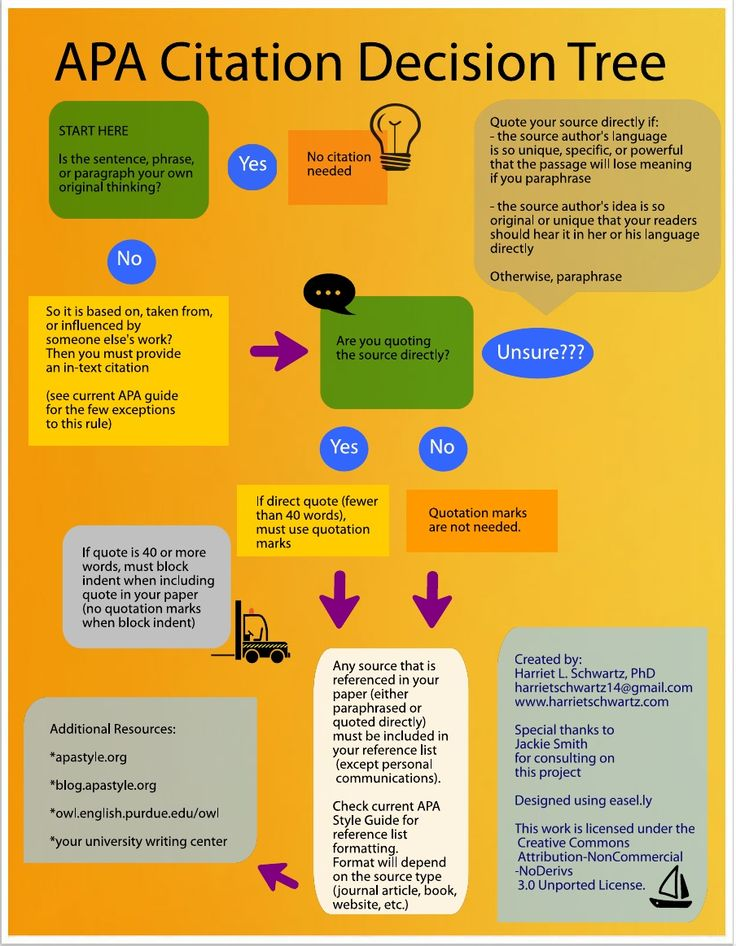 APA Citation Decision Tree
START HERE
Is the sentence, phrase,
or paragraph your own
original thinking?
Yes
No citation
needed
Quote your source directly if:
- the source author's language
is so unique, specific, or powerful
that the passage will lose meaning
if you paraphrase
- the source author's idea is so
original or unique that your readers
should hear it in her or his language
directly
Otherwise, paraphrase
No
So it is based on, taken from,
or influenced by
someone else's work?
Then you must provide
an in-text citation
(see current APA guide
for the few exceptions
to this rule)
Are you quoting
the source directly?
Unsure???
Yes
No
If direct quote (fewer
than 40 words),
must use quotation
marks
Quotation marks
are not needed.
If quote is 40 or more
words, must block
indent when including
quote in your paper
(no quotation marks
when block indent)
Any source that is
referenced in your
paper (either
paraphrased or
quoted directly)
must be included in
your reference list
(except personal
communications).
Check current APA
Style Guide for
reference list
formatting.
Format will depend
on the source type
(journal article, book,
website, etc.)
Additional Resources:
*apastyle.org
*blog.apastyle.org
*owl.english.purdue.edu/owl
*your university writing center
Created by:
Harriet L. Schwartz, PhD
harrietschwartz14@gmail.com
www.harrietschwartz.com
Special thanks to
Jackie Smith
for consulting on
this project
Designed using easel.ly
This work is licensed under the
Creative Commons
Attribution-NonCommercial
-NoDerivs
3.0 Unported License.